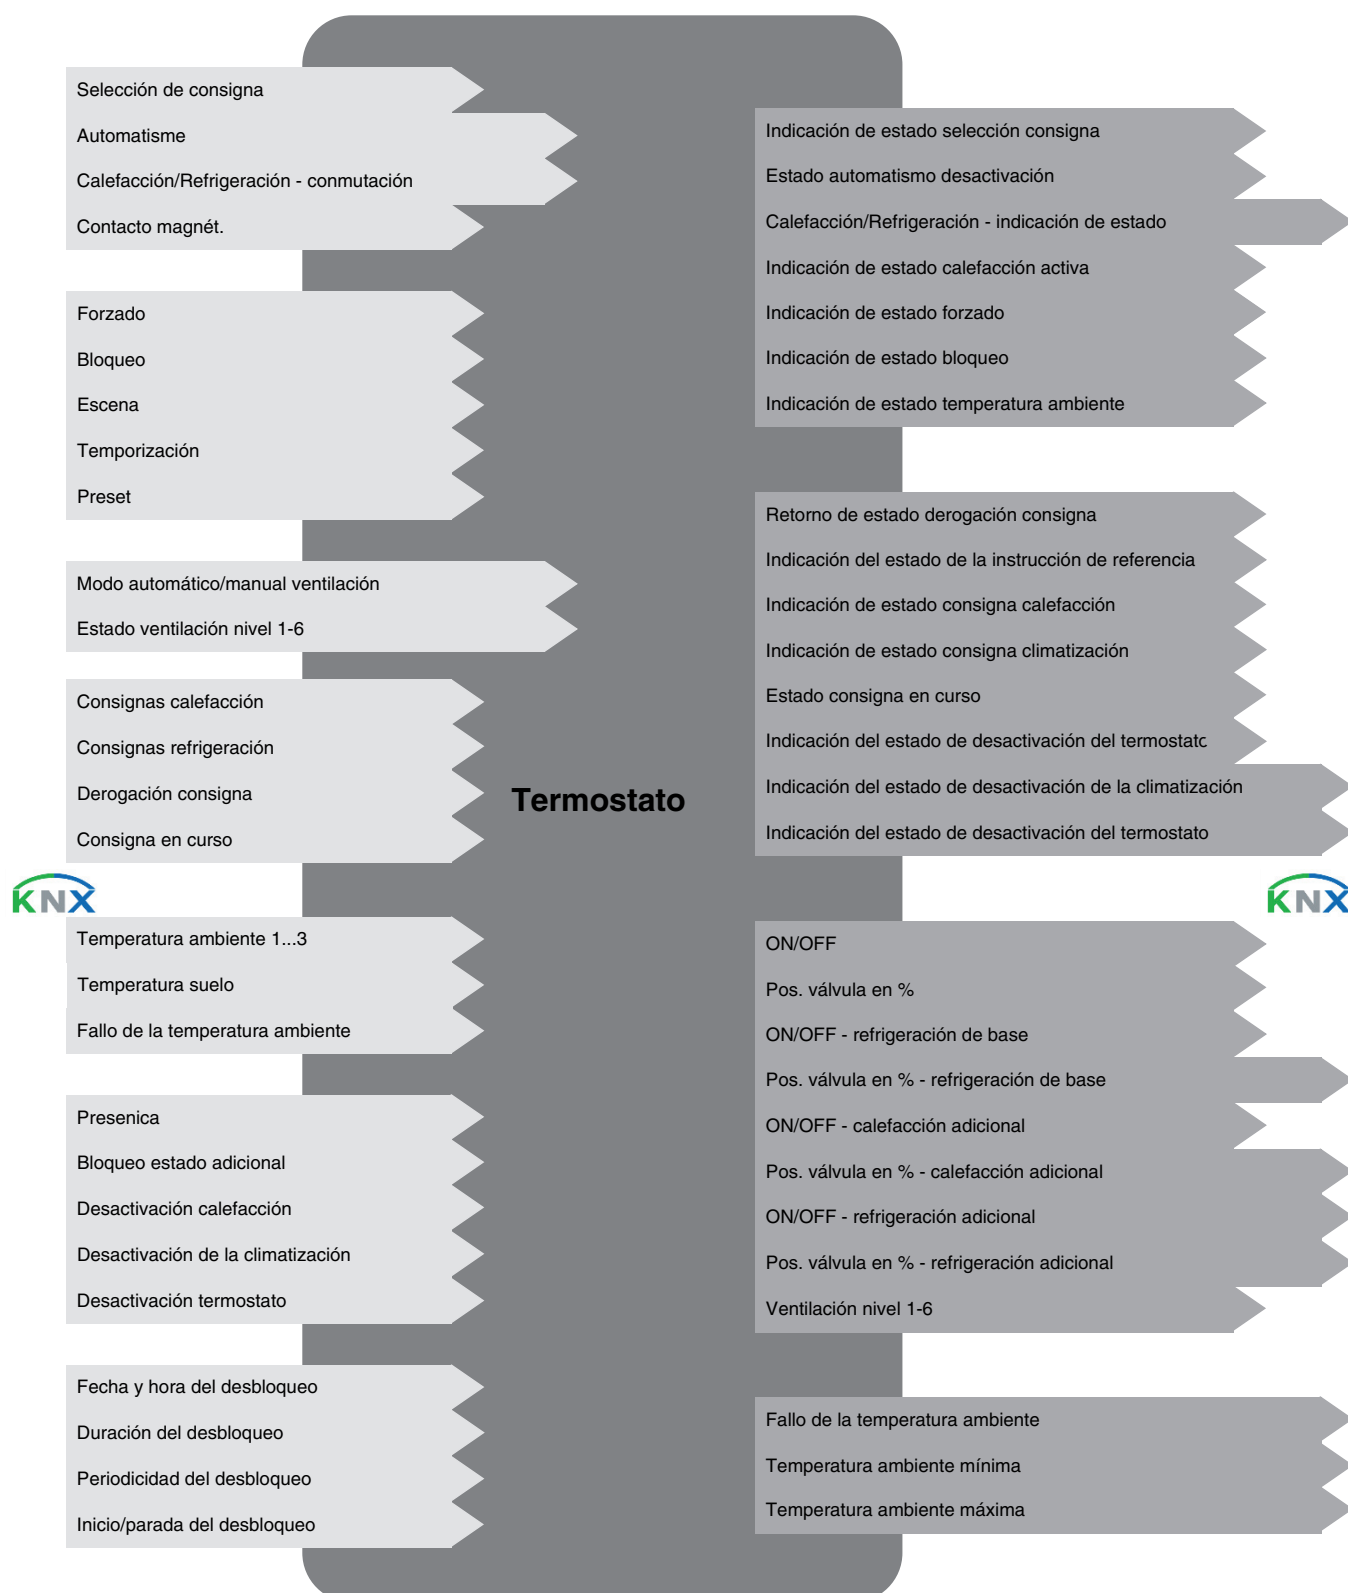 Selección de consigna
Automatisme
Calefacción/Refrigeración - conmutación
Contacto magnét.
Forzado
Bloqueo
Escena
Temporización
Preset
Modo automático/manual ventilación
Estado ventilación nivel 1-6
Consignas calefacción
Consignas refrigeración
Derogación consigna
Consigna en curso
KNX
Temperatura ambiente 1...3
Temperatura suelo
Fallo de la temperatura ambiente
Presenica
Bloqueo estado adicional
Desactivación calefacción
Desactivación de la climatización
Desactivación termostato
Fecha y hora del desbloqueo
Duración del desbloqueo
Periodicidad del desbloqueo
Inicio/parada del desbloqueo
Termostato
Indicación de estado selección consigna
Estado automatismo desactivación
Calefacción/Refrigeración - indicación de estado
Indicación de estado calefacción activa
Indicación de estado forzado
Indicación de estado bloqueo
Indicación de estado temperatura ambiente
Retorno de estado derogación consigna
Indicación del estado de la instrucción de referencia
Indicación de estado consigna calefacción
Indicación de estado consigna climatización
Estado consigna en curso
Indicación del estado de desactivación del termostato
Indicación del estado de desactivación de la climatización
Indicación del estado de desactivación del termostato
KNX
ON/OFF
Pos. válvula en %
ON/OFF - refrigeración de base
Pos. válvula en % - refrigeración de base
ON/OFF - calefacción adicional
Pos. válvula en % - calefacción adicional
ON/OFF - refrigeración adicional
Pos. válvula en % - refrigeración adicional
Ventilación nivel 1-6
Fallo de la temperatura ambiente
Temperatura ambiente mínima
Temperatura ambiente máxima